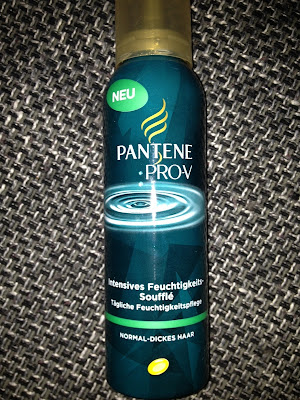 NEU
PANTENE
PRO-V
Intensives Feuchtigkeits-
Soufflé
Tägliche Feuchtigkeitspflege
NORMAL-DICKES HAAR